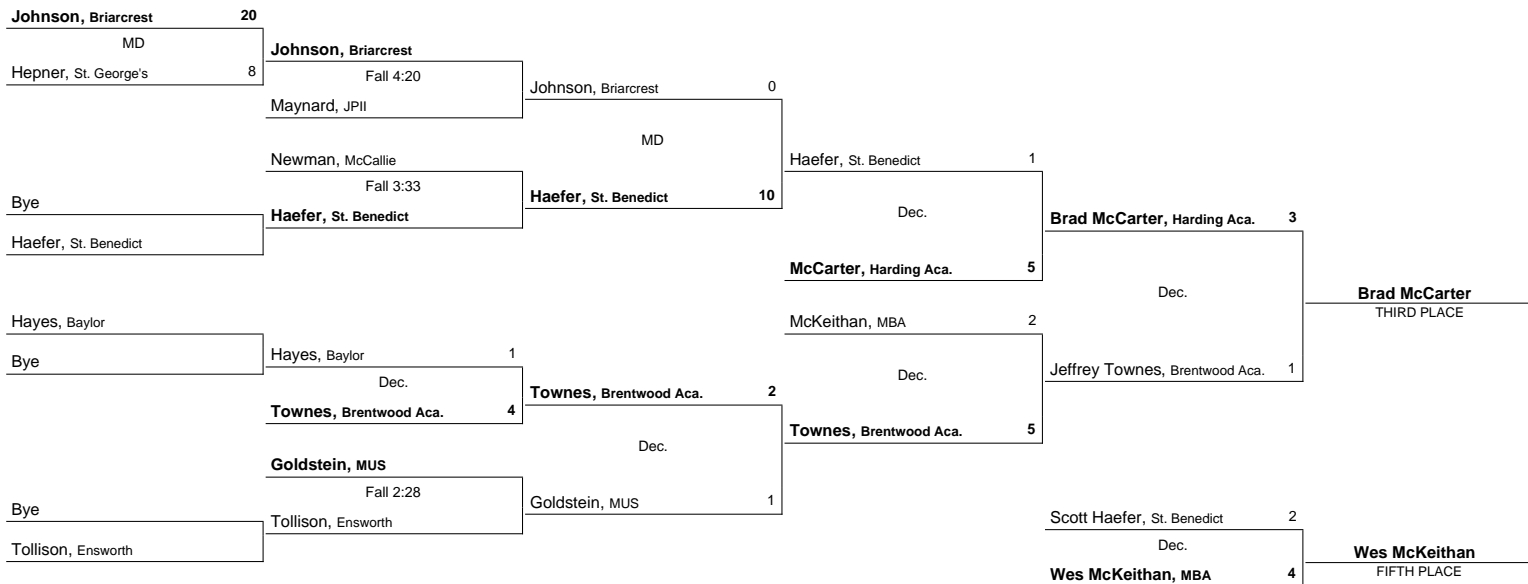 Johnson, Briarcrest 20
MD
Hepner, St. George's 8
Bye
Haefer, St. Benedict
Hayes, Baylor
Bye
Bye
Tollison, Ensworth
Johnson, Briarcrest
Fall 4:20
Maynard, JPII
Newman, McCallie
Fall 3:33
Haefer, St. Benedict
Hayes, Baylor 1
Dec.
Townes, Brentwood Aca. 4
Goldstein, MUS
Fall 2:28
Tollison, Ensworth
Johnson, Briarcrest 0
MD
Haefer, St. Benedict 10
Townes, Brentwood Aca. 2
Dec.
Goldstein, MUS 1
Haefer, St. Benedict 1
Dec.
McCarter, Harding Aca. 5
McKeithan, MBA 2
Dec.
Townes, Brentwood Aca. 5
Brad McCarter, Harding Aca. 3
Dec.
Jeffrey Townes, Brentwood Aca. 1
Brad McCarter
THIRD PLACE
Scott Haefer, St. Benedict 2
Dec.
Wes McKeithan, MBA 4
Wes McKeithan
FIFTH PLACE